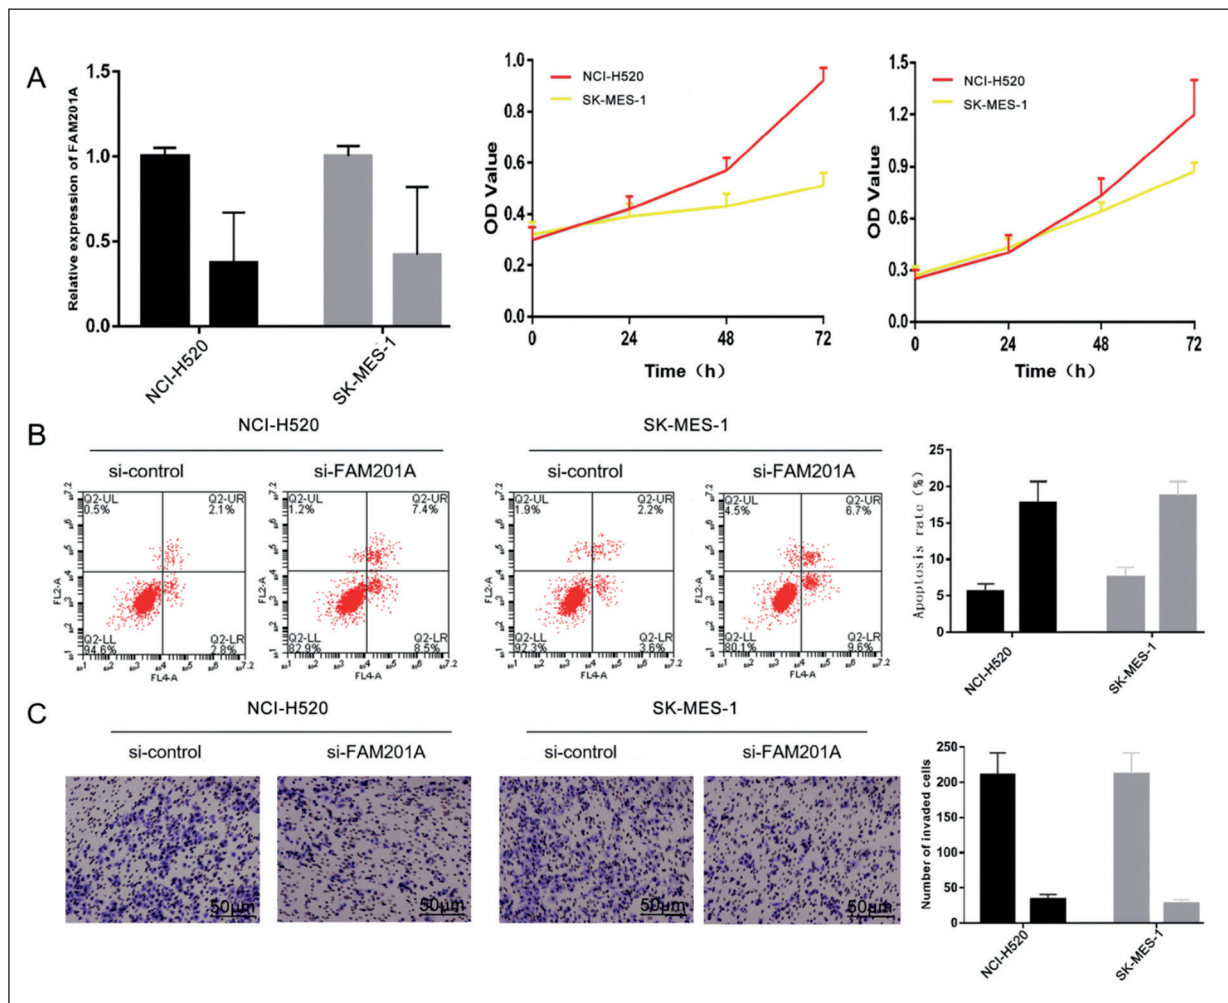 A
Relative expression of FAM201A
1.5
1.0
0.5
0.0
NCI-H520
SK-MES-1
OD Value
1.0
0.8
0.6
0.4
0.2
0.0
NCI-H520
SK-MES-1
0
24
48
72
Time（h）
OD Value
1.5
1.2
0.9
0.6
0.3
0.0
NCI-H520
SK-MES-1
0
24
48
72
Time（h）
B
NCI-H520
SK-MES-1
si-control
si-FAM201A
si-control
si-FAM201A
Q2-UL
0.5%
Q2-UR
2.1%
Q2-LL
94.6%
Q2-LR
2.8%
FL2-A
FL4-A
Q2-UL
1.2%
Q2-UR
7.4%
Q2-LL
82.9%
Q2-LR
8.5%
FL2-A
FL4-A
Q2-UL
1.9%
Q2-UR
2.2%
Q2-LL
92.3%
Q2-LR
3.6%
FL2-A
FL4-A
Q2-UL
4.5%
Q2-UR
6.7%
Q2-LL
80.1%
Q2-LR
9.6%
FL2-A
FL4-A
Apoptosis rate（%）
25
20
15
10
5
0
NCI-H520
SK-MES-1
C
NCI-H520
SK-MES-1
si-control
si-FAM201A
si-control
si-FAM201A
50μm
50μm
50μm
50μm
Number of invaded cells
250
200
150
100
50
0
NCI-H520
SK-MES-1